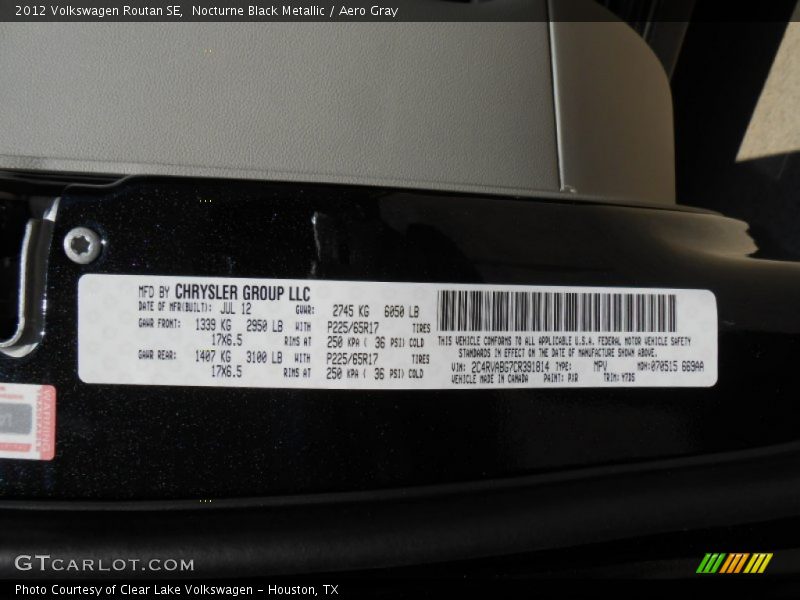 2012 Volkswagen Routan SE, Nocturne Black Metallic / Aero Gray
MFD BY CHRYSLER GROUP LLC
DATE OF MFR(BUILT): JUL 12 GVWR: 2745 KG 6050 LB
GAWR FRONT: 1339 KG 2950 LB WITH P225/65R17 TIRES
17X6.5 RIMS AT 250 KPA ( 36 PSI) COLD
GAWR REAR: 1407 KG 3100 LB WITH P225/65R17 TIRES
17X6.5 RIMS AT 250 KPA ( 36 PSI) COLD
THIS VEHICLE CONFORMS TO ALL APPLICABLE U.S.A. FEDERAL MOTOR VEHICLE SAFETY
STANDARDS IN EFFECT ON THE DATE OF MANUFACTURE SHOWN ABOVE.
VIN: 2C4RVABG7CR391814 TYPE: MPV MDH:070515 669AA
VEHICLE MADE IN CANADA PAINT: PXR TRIM: Y7DS
GTCARLOT.COM
Photo Courtesy of Clear Lake Volkswagen - Houston, TX